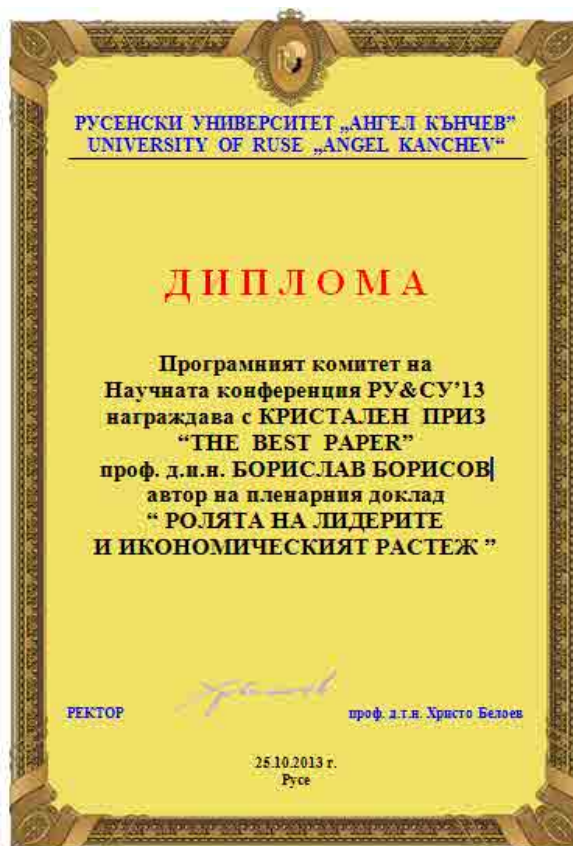 РУСЕНСКИ УНИВЕРСИТЕТ „АНГЕЛ КЪНЧЕВ”
UNIVERSITY OF RUSE „ANGEL KANCHEV“
ДИПЛОМА
Програмният комитет на
Научната конференция РУ&СУ’13
награждава с КРИСТАЛЕН ПРИЗ
“THE BEST PAPER”
проф. д.и.н. БОРИСЛАВ БОРИСОВ
автор на пленарния доклад
“ РОЛЯТА НА ЛИДЕРИТЕ
И ИКОНОМИЧЕСКИЯТ РАСТЕЖ ”
РЕКТОР проф. д.т.н. Христо Белоев
25.10.2013 г.
Русе